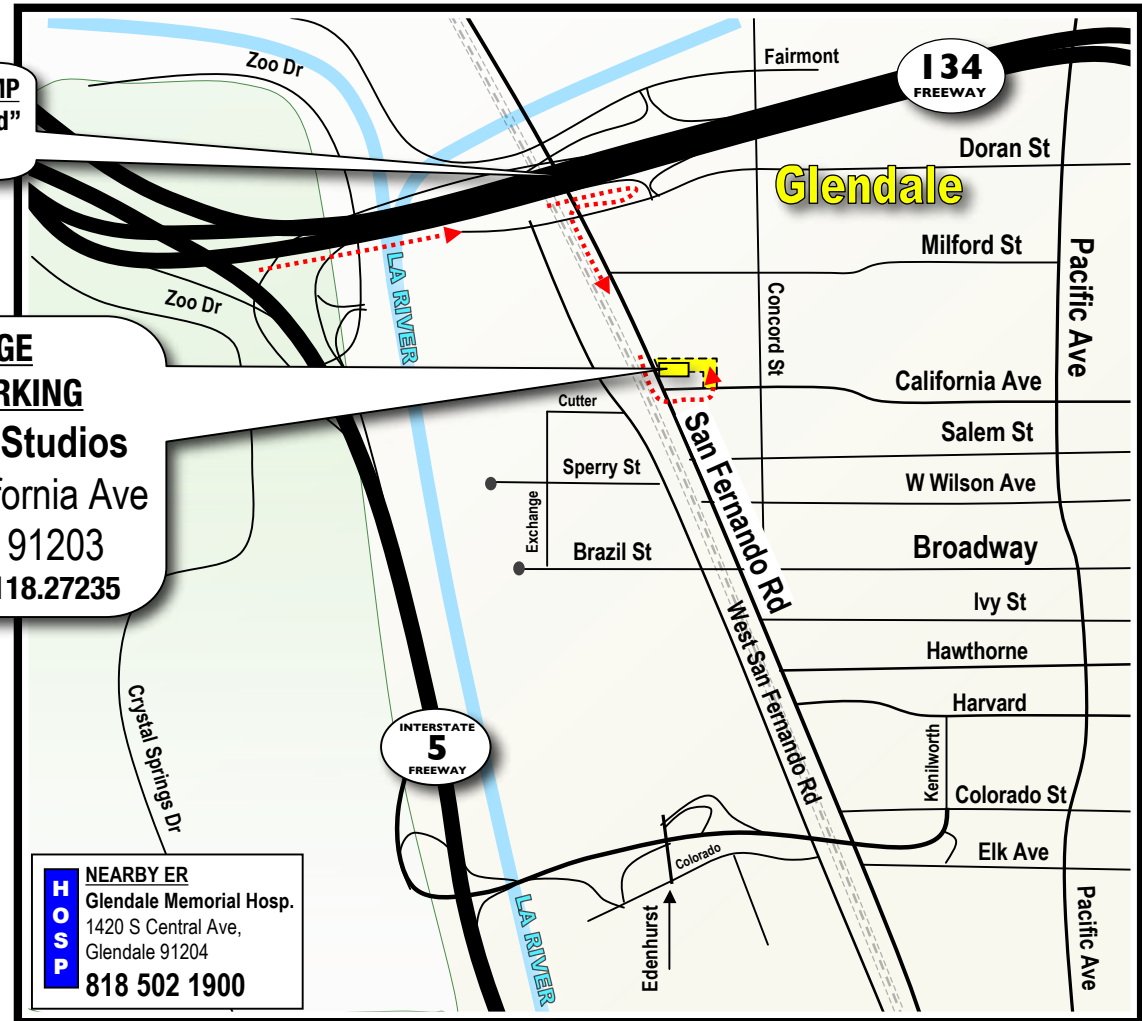 Zoo Dr
Fairmont
134
FREEWAY
MP
d”
Doran St
Glendale
Milford St
Pacific Ave
LA RIVER
Zoo Dr
Concord St
GE
RKING
Studios
fornia Ave
91203
118.27235
California Ave
Cutter
San Fernando Rd
Salem St
Sperry St
W Wilson Ave
Exchange
Brazil St
Broadway
Ivy St
West San Fernando Rd
Hawthorne
Harvard
Crystal Springs Dr
INTERSTATE
5
FREEWAY
Kenilworth
Colorado St
Colorado
Elk Ave
Pacific Ave
LA RIVER
Edenhurst
HOSP
NEARBY ER
Glendale Memorial Hosp.
1420 S Central Ave,
Glendale 91204
818 502 1900